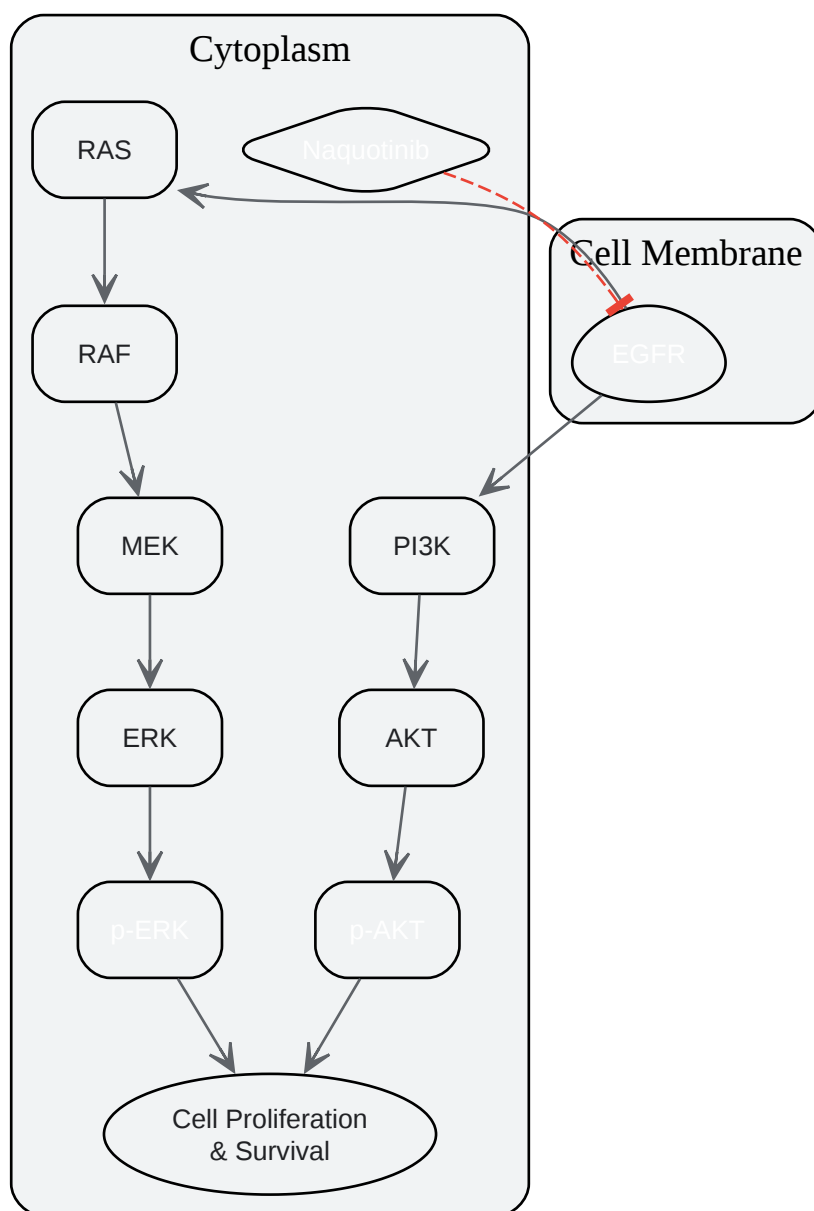 Cytoplasm
RAS
Naquotinib
Cell Membrane
RAF
EGFR
MEK
PI3K
ERK
AKT
p-ERK
p-AKT
Cell Proliferation
& Survival